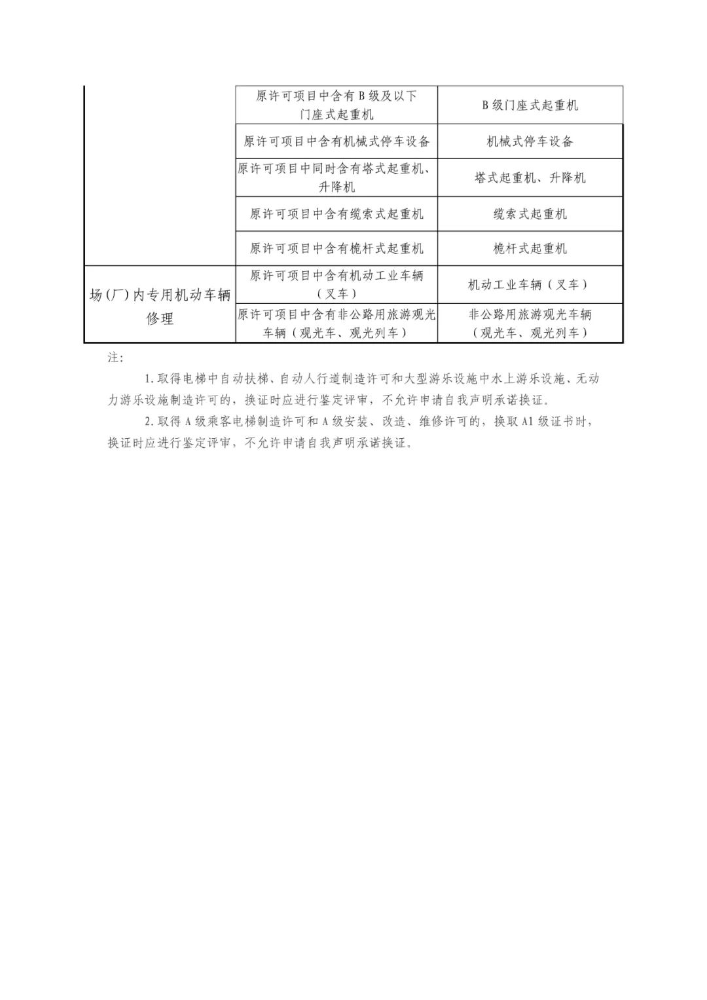 原许可项目中含有 B 级及以下
门座式起重机
B 级门座式起重机
原许可项目中含有机械式停车设备
机械式停车设备
原许可项目中同时含有塔式起重机、
升降机
塔式起重机、升降机
原许可项目中含有缆索式起重机
缆索式起重机
原许可项目中含有桅杆式起重机
桅杆式起重机
场(厂)内专用机动车辆
修理
原许可项目中含有机动工业车辆
（叉车）
机动工业车辆（叉车）
原许可项目中含有非公路用旅游观光
车辆（观光车、观光列车）
非公路用旅游观光车辆
（观光车、观光列车）
注：
1.取得电梯中自动扶梯、自动人行道制造许可和大型游乐设施中水上游乐设施、无动
力游乐设施制造许可的，换证时应进行鉴定评审，不允许申请自我声明承诺换证。
2.取得 A 级乘客电梯制造许可和 A 级安装、改造、维修许可的，换取 A1 级证书时，
换证时应进行鉴定评审，不允许申请自我声明承诺换证。